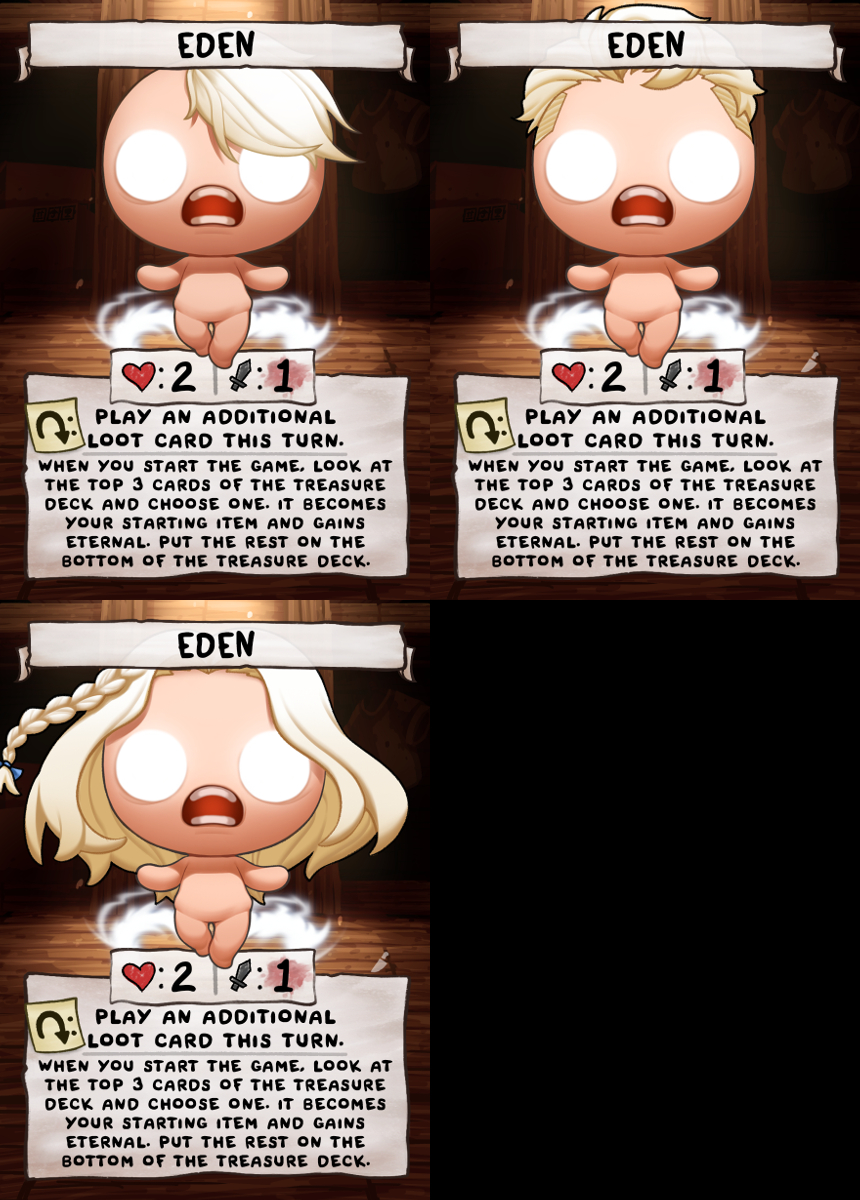 EDEN
: 2 : 1
PLAY AN ADDITIONAL
LOOT CARD THIS TURN.
WHEN YOU START THE GAME, LOOK AT
THE TOP 3 CARDS OF THE TREASURE
DECK AND CHOOSE ONE. IT BECOMES
YOUR STARTING ITEM AND GAINS
ETERNAL. PUT THE REST ON THE
BOTTOM OF THE TREASURE DECK.
EDEN
: 2 : 1
PLAY AN ADDITIONAL
LOOT CARD THIS TURN.
WHEN YOU START THE GAME, LOOK AT
THE TOP 3 CARDS OF THE TREASURE
DECK AND CHOOSE ONE. IT BECOMES
YOUR STARTING ITEM AND GAINS
ETERNAL. PUT THE REST ON THE
BOTTOM OF THE TREASURE DECK.
EDEN
: 2 : 1
PLAY AN ADDITIONAL
LOOT CARD THIS TURN.
WHEN YOU START THE GAME, LOOK AT
THE TOP 3 CARDS OF THE TREASURE
DECK AND CHOOSE ONE. IT BECOMES
YOUR STARTING ITEM AND GAINS
ETERNAL. PUT THE REST ON THE
BOTTOM OF THE TREASURE DECK.